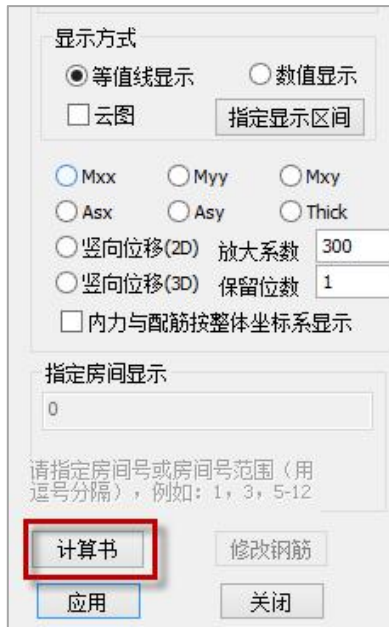 显示方式
等值线显示 数值显示
云图 指定显示区间
Mxx Myy Mxy
Asx Asy Thick
竖向位移(2D) 放大系数 300
竖向位移(3D) 保留位数 1
内力与配筋按整体坐标系显示
指定房间显示
0
请指定房间号或房间号范围（用
逗号分隔），例如：1，3，5-12
计算书 修改钢筋
应用 关闭